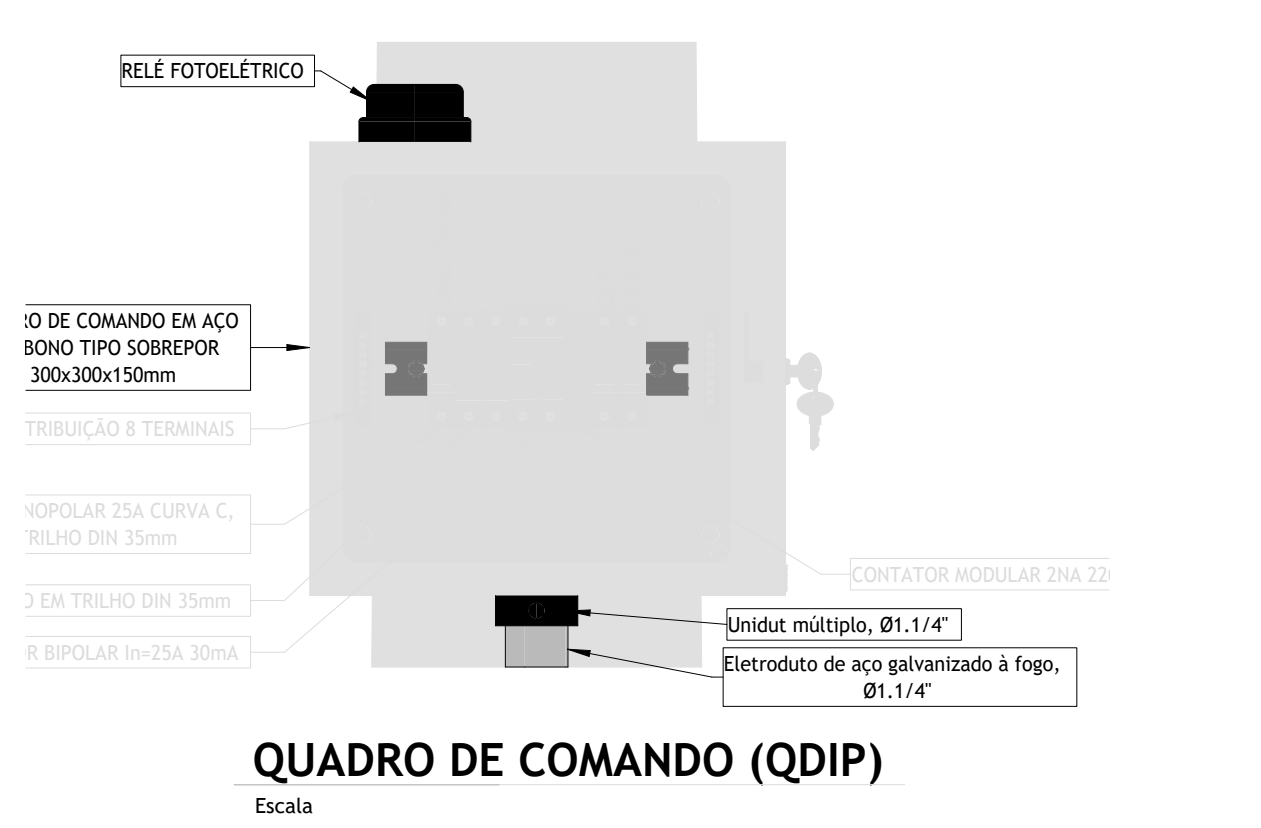 RELÉ FOTOELÉTRICO
RO DE COMANDO EM AÇO
BONO TIPO SOBREPOR
300x300x150mm
TRIBUIÇÃO 8 TERMINAIS
NOPOLAR 25A CURVA C,
TRILHO DIN 35mm
O EM TRILHO DIN 35mm
OR BIPOLAR In=25A 30mA
CONTATOR MODULAR 2NA 220
Unidut múltiplo, Ø1.1/4"
Eletroduto de aço galvanizado à fogo,
Ø1.1/4"
QUADRO DE COMANDO (QDIP)
Escala